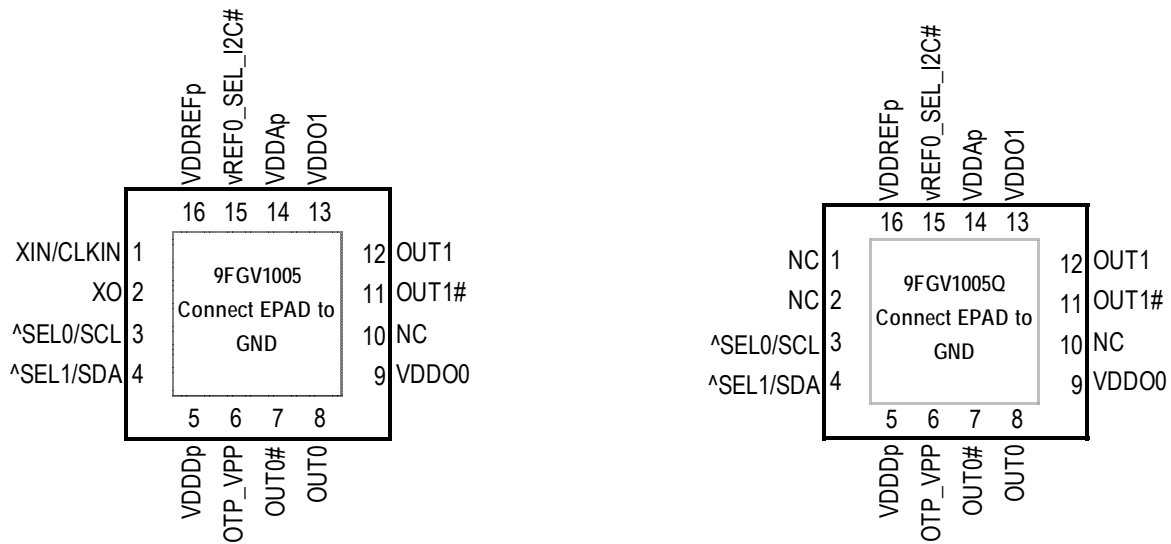 VDDREFp
vREF0_SEL_I2C#
VDDAp
VDDO1
16 15 14 13
XIN/CLKIN 1
XO 2
^SEL0/SCL 3
^SEL1/SDA 4
9FGV1005
Connect EPAD to
GND
12 OUT1
11 OUT1#
10 NC
9 VDDO0
5 6 7 8
VDDDp
OTP_VPP
OUT0#
OUT0
VDDREFp
vREF0_SEL_I2C#
VDDAp
VDDO1
16 15 14 13
NC 1
NC 2
^SEL0/SCL 3
^SEL1/SDA 4
9FGV1005Q
Connect EPAD to
GND
12 OUT1
11 OUT1#
10 NC
9 VDDO0
5 6 7 8
VDDDp
OTP_VPP
OUT0#
OUT0